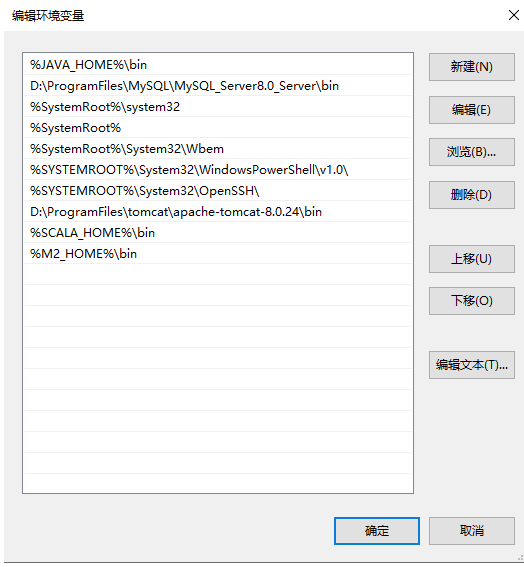 编辑环境变量
%JAVA_HOME%\bin
D:\ProgramFiles\MySQL\MySQL_Server8.0_Server\bin
%SystemRoot%\system32
%SystemRoot%
%SystemRoot%\System32\Wbem
%SYSTEMROOT%\System32\WindowsPowerShell\v1.0\
%SYSTEMROOT%\System32\OpenSSH\
D:\ProgramFiles\tomcat\apache-tomcat-8.0.24\bin
%SCALA_HOME%\bin
%M2_HOME%\bin
新建(N)
编辑(E)
浏览(B)...
删除(D)
上移(U)
下移(O)
编辑文本(T)...
确定
取消